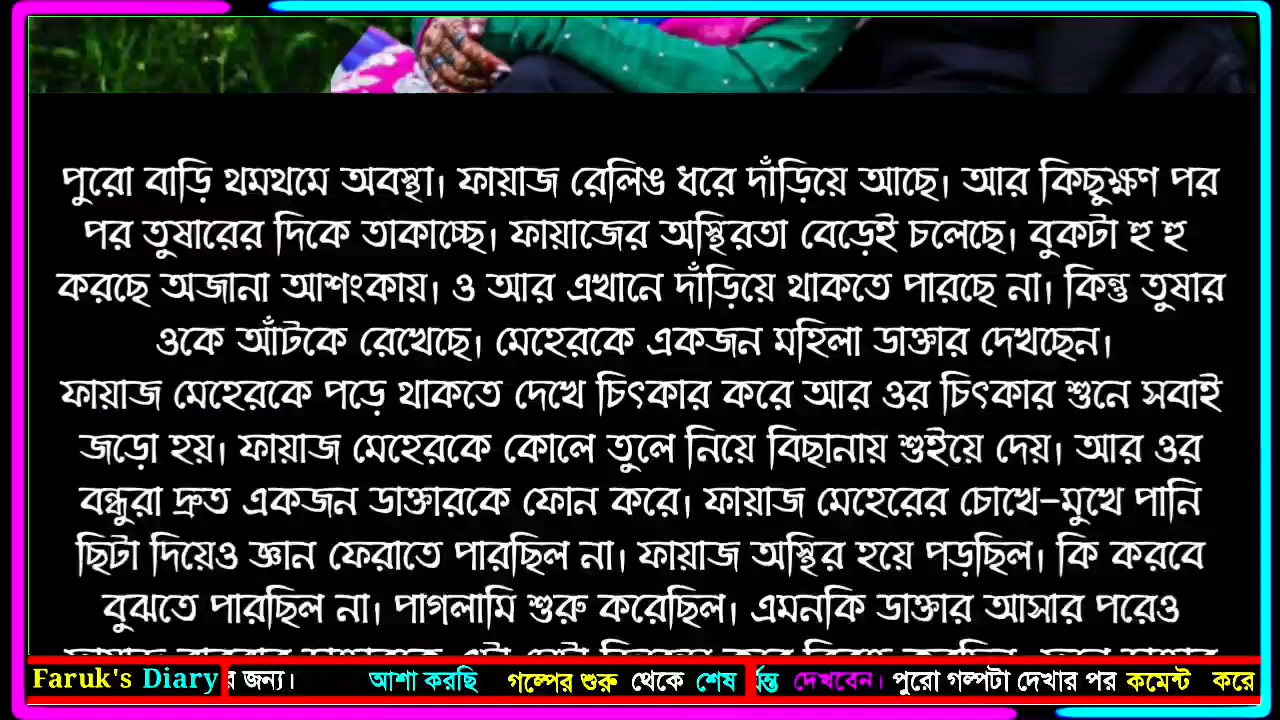 পুরো বাড়ি থমথমে অবস্থা। ফায়াজ রেলিঙ ধরে দাঁড়িয়ে আছে। আর কিছুক্ষণ পর
পর তুষারের দিকে তাকাচ্ছে। ফায়াজের অস্থিরতা বেড়েই চলেছে। বুকটা হু হু
করছে অজানা আশংকায়। ও আর এখানে দাঁড়িয়ে থাকতে পারছে না। কিন্তু তুষার
ওকে আঁটকে রেখেছে। মেহেরকে একজন মহিলা ডাক্তার দেখছেন।
ফায়াজ মেহেরকে পড়ে থাকতে দেখে চিৎকার করে আর ওর চিৎকার শুনে সবাই
জড়ো হয়। ফায়াজ মেহেরকে কোলে তুলে নিয়ে বিছানায় শুইয়ে দেয়। আর ওর
বন্ধুরা দ্রুত একজন ডাক্তারকে ফোন করে। ফায়াজ মেহেরের চোখে-মুখে পানি
ছিটা দিয়েও জ্ঞান ফেরাতে পারছিল না। ফায়াজ অস্থির হয়ে পড়ছিল। কি করবে
বুঝতে পারছিল না। পাগলামি শুরু করেছিল। এমনকি ডাক্তার আসার পরেও
Faruk's Diary র জন্য। আশা করছি গল্পের শুরু থেকে শেষ র্যন্ত দেখবেন। পুরো গল্পটা দেখার পর কমেন্ট করে